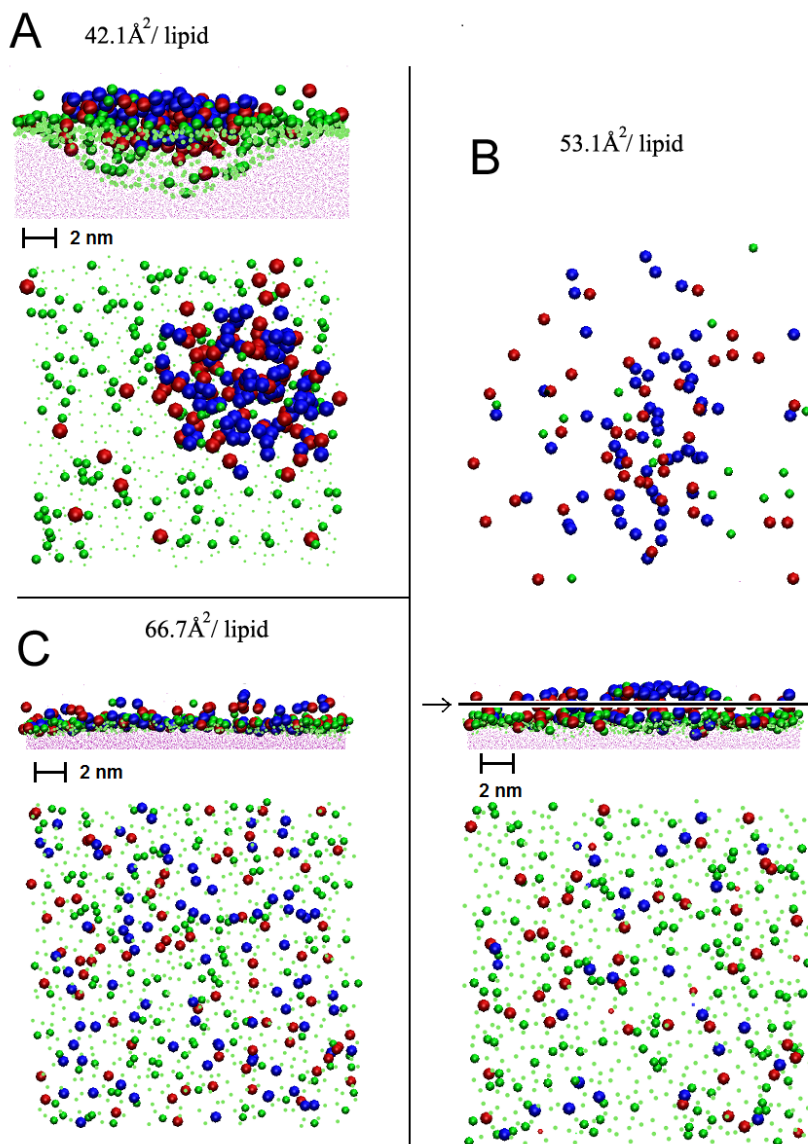 A
42.1Å2/ lipid
2 nm
B
53.1Å2/ lipid
C
66.7Å2/ lipid
2 nm
→
2 nm